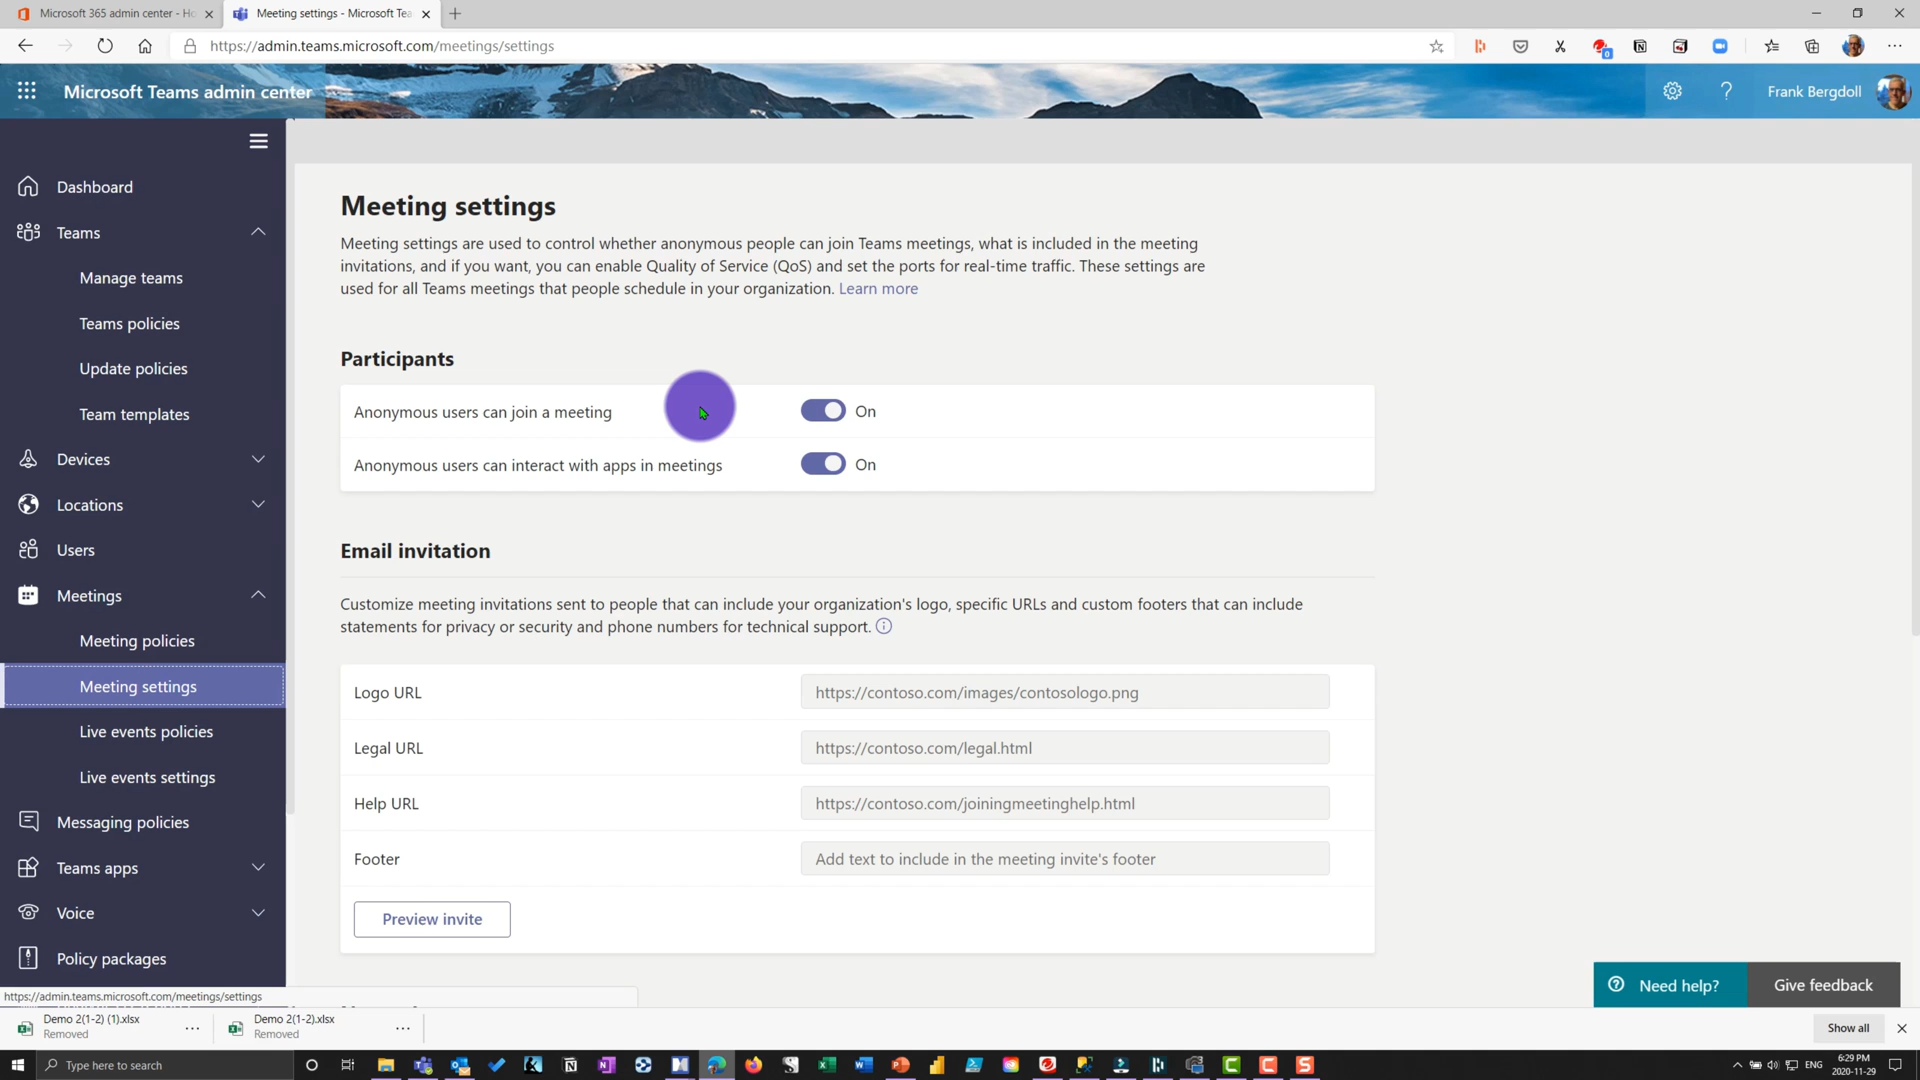 Microsoft 365 admin center - Ho
Meeting settings - Microsoft Tea
https://admin.teams.microsoft.com/meetings/settings
Microsoft Teams admin center
Frank Bergdoll
Dashboard
Teams
Manage teams
Teams policies
Update policies
Team templates
Devices
Locations
Users
Meetings
Meeting policies
Meeting settings
Live events policies
Live events settings
Messaging policies
Teams apps
Voice
Policy packages
Meeting settings
Meeting settings are used to control whether anonymous people can join Teams meetings, what is included in the meeting
invitations, and if you want, you can enable Quality of Service (QoS) and set the ports for real-time traffic. These settings are
used for all Teams meetings that people schedule in your organization. Learn more
Participants
Anonymous users can join a meeting On
Anonymous users can interact with apps in meetings On
Email invitation
Customize meeting invitations sent to people that can include your organization's logo, specific URLs and custom footers that can include
statements for privacy or security and phone numbers for technical support.
Logo URL https://contoso.com/images/contosologo.png
Legal URL https://contoso.com/legal.html
Help URL https://contoso.com/joiningmeetinghelp.html
Footer Add text to include in the meeting invite's footer
Preview invite
Need help?
Give feedback
https://admin.teams.microsoft.com/meetings/settings
Demo 2(1-2) (1).xlsx
Removed
Demo 2(1-2).xlsx
Removed
Show all
Type here to search
ENG
6:29 PM
2020-11-29